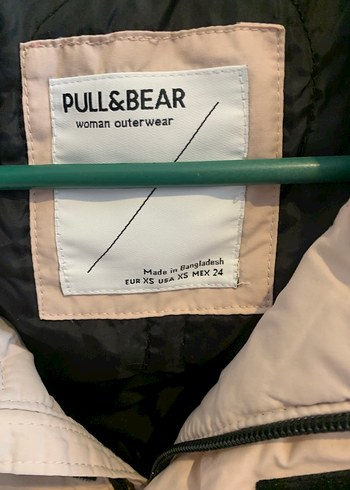 PULL&BEAR
woman outerwear
Made in Bangladesh
EUR XS USA XS MEX 24